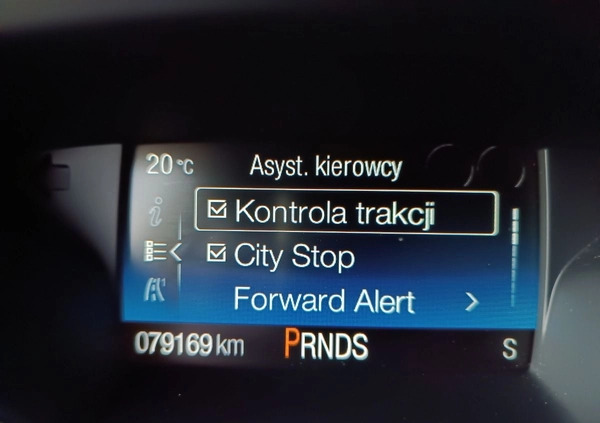 20°C Asyst. kierowcy
Kontrola trakcji
City Stop
Forward Alert
079169 km PRNDS S